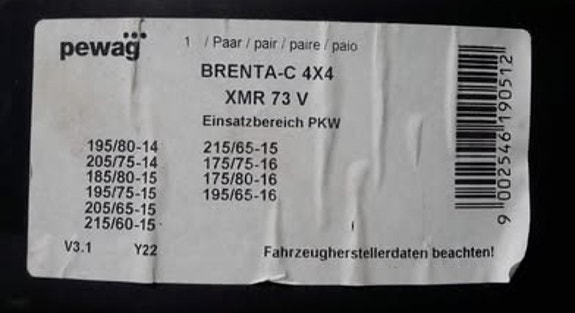 pewag
1 / Paar / pair / paire / paio
BRENTA-C 4X4
XMR 73 V
Einsatzbereich PKW
195/80-14
205/75-14
185/80-15
195/75-15
205/65-15
215/60-15
215/65-15
175/75-16
175/80-16
195/65-16
V3.1 Y22
Fahrzeugherstellerdaten beachten!
9 002546 190512